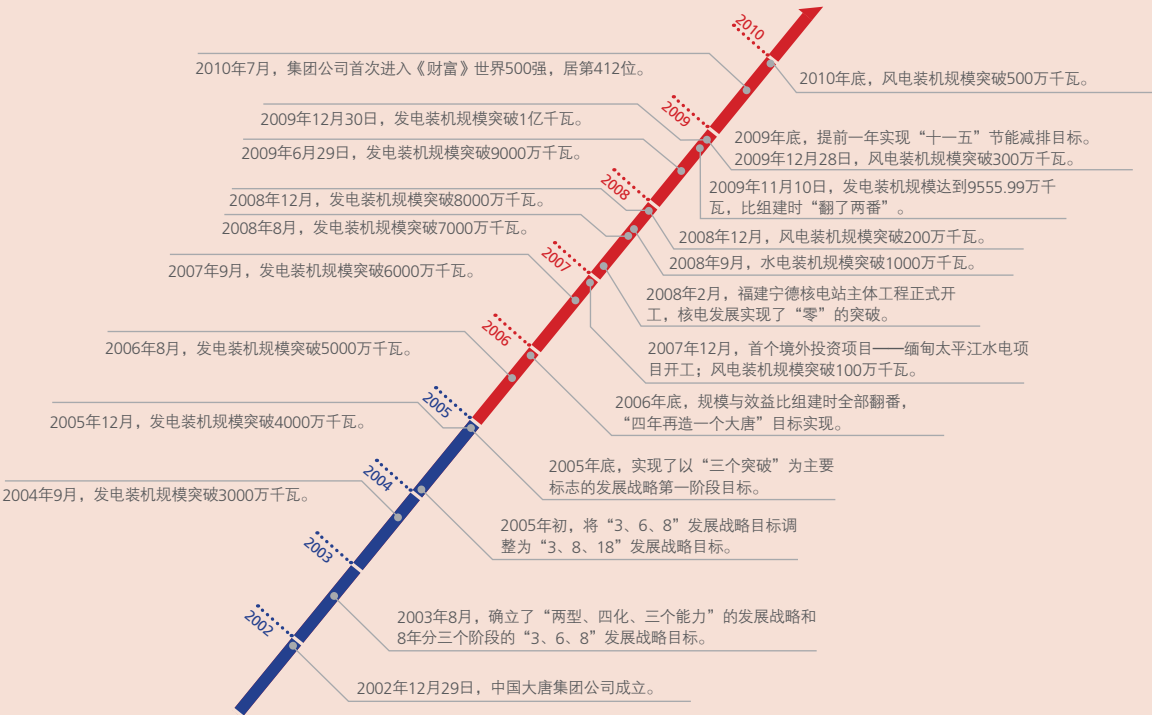 2010
2010年7月，集团公司首次进入《财富》世界500强，居第412位。
2010年底，风电装机规模突破500万千瓦。
2009
2009年12月30日，发电装机规模突破1亿千瓦。
2009年底，提前一年实现“十一五”节能减排目标。
2009年12月28日，风电装机规模突破300万千瓦。
2009年6月29日，发电装机规模突破9000万千瓦。
2009年11月10日，发电装机规模达到9555.99万千
瓦，比组建时“翻了两番”。
2008
2008年12月，发电装机规模突破8000万千瓦。
2008年8月，发电装机规模突破7000万千瓦。
2008年12月，风电装机规模突破200万千瓦。
2008年9月，水电装机规模突破1000万千瓦。
2007
2007年9月，发电装机规模突破6000万千瓦。
2008年2月，福建宁德核电站主体工程正式开
工，核电发展实现了“零”的突破。
2006
2006年8月，发电装机规模突破5000万千瓦。
2007年12月，首个境外投资项目——缅甸太平江水电项
目开工；风电装机规模突破100万千瓦。
2006年底，规模与效益比组建时全部翻番，
“四年再造一个大唐”目标实现。
2005
2005年12月，发电装机规模突破4000万千瓦。
2005年底，实现了以“三个突破”为主要
标志的发展战略第一阶段目标。
2004
2004年9月，发电装机规模突破3000万千瓦。
2005年初，将“3、6、8”发展战略目标调
整为“3、8、18”发展战略目标。
2003
2003年8月，确立了“两型、四化、三个能力”的发展战略和
8年分三个阶段的“3、6、8”发展战略目标。
2002
2002年12月29日，中国大唐集团公司成立。